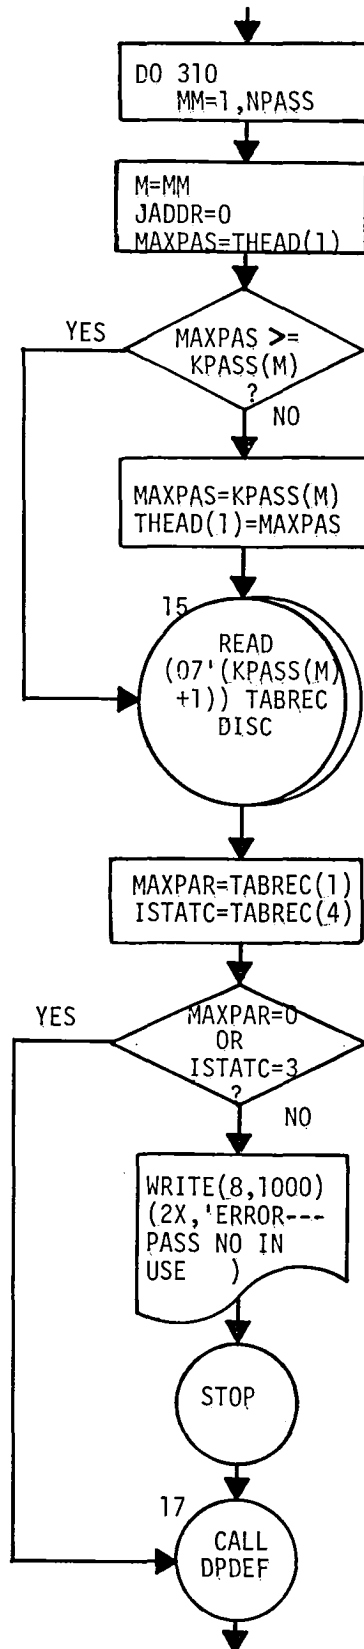 DO 310
MM=1,NPASS
M=MM
JADDR=0
MAXPAS=THEAD(1)
YES
MAXPAS >=
KPASS(M)
?
NO
MAXPAS=KPASS(M)
THEAD(1)=MAXPAS
15
READ
(07'(KPASS(M)
+1)) TABREC
DISC
MAXPAR=TABREC(1)
ISTATC=TABREC(4)
YES
MAXPAR=0
OR
ISTATC=3
?
NO
WRITE(8,1000)
(2X,'ERROR---
PASS NO IN
USE )
STOP
17
CALL
DPDEF